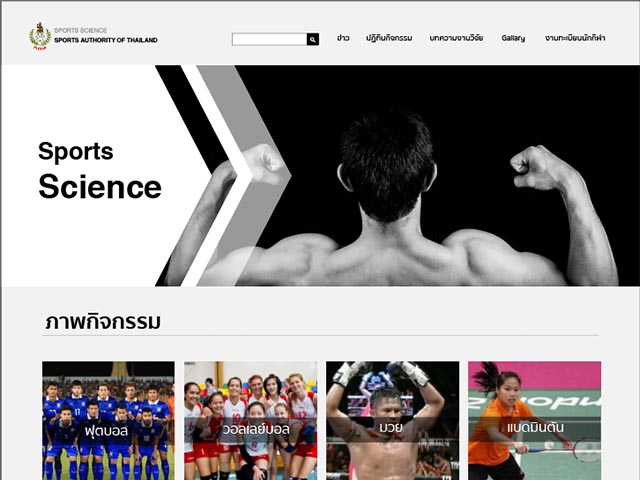 SPORTS SCIENCE
SPORTS AUTHORITY OF THAILAND
ข่าว ปฏิทินกิจกรรม บทความงานวิจัย Gallary งานทะเบียนนักกีฬา
Sports
Science
ภาพกิจกรรม
ฟุตบอล วอลเลย์บอล มวย แบดมินตัน